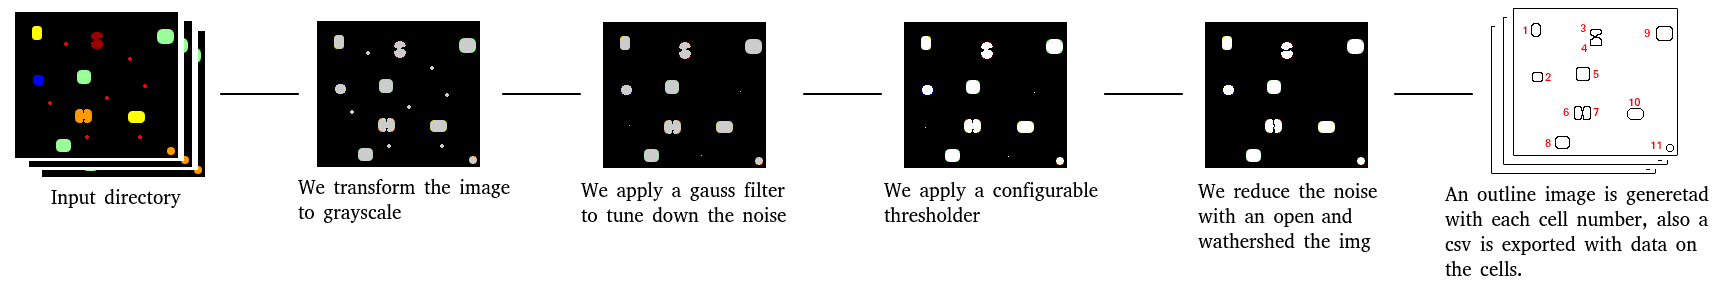 Input directory
We transform the image
to grayscale
We apply a gauss filter
to tune down the noise
We apply a configurable
thresholder
We reduce the noise
with an open and
wathershed the img
1
3
9
4
2
5
10
6
7
8
11
An outline image is generetad
with each cell number, also a
csv is exported with data on
the cells.